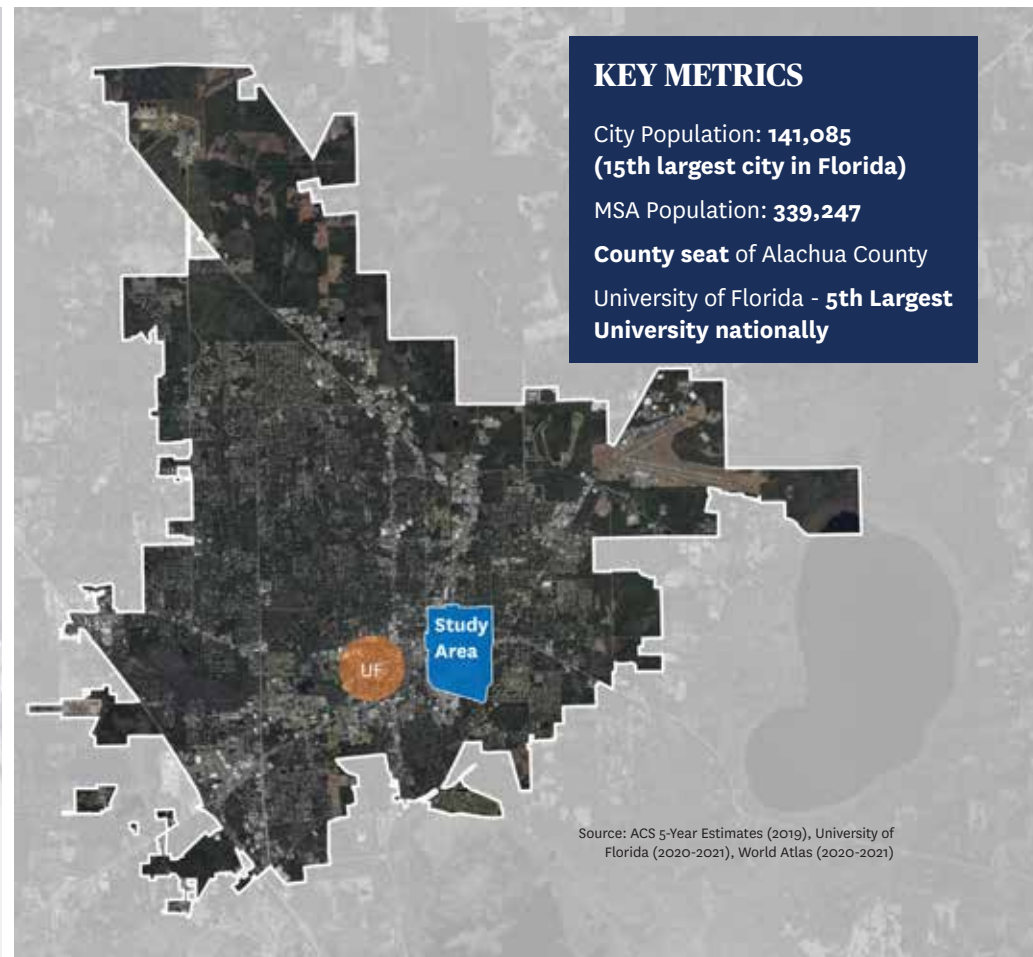 KEY METRICS
City Population: 141,085
(15th largest city in Florida)
MSA Population: 339,247
County seat of Alachua County
University of Florida - 5th Largest
University nationally
Study
Area
UF
Source: ACS 5-Year Estimates (2019), University of
Florida (2020-2021), World Atlas (2020-2021)